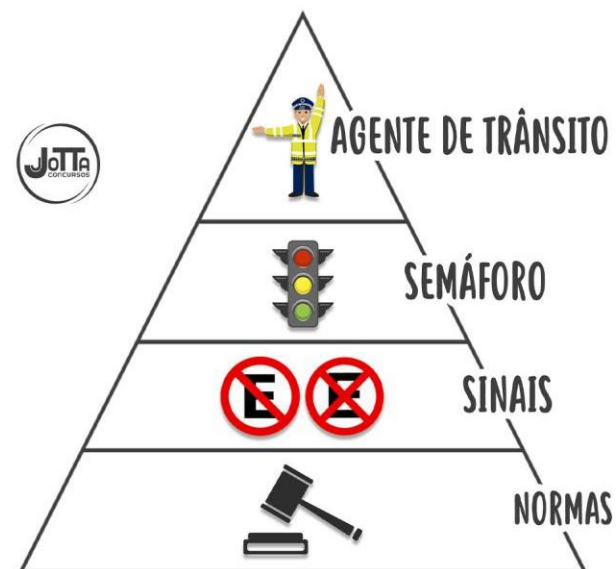 AGENTE DE TRÂNSITO
JOTTA
CONCURSOS
SEMÁFORO
E E
SINAIS
NORMAS